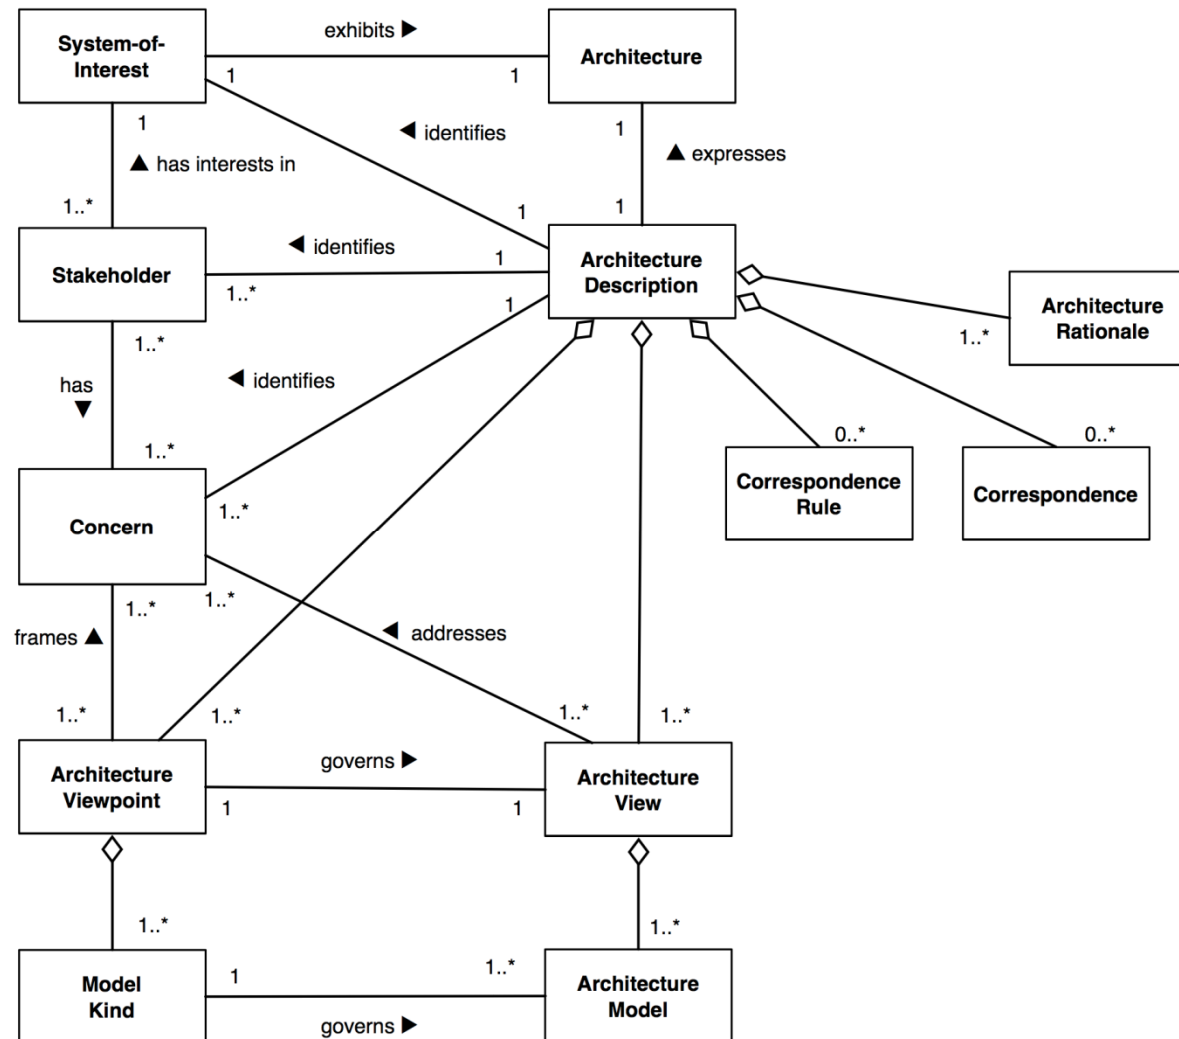 System-of-
Interest
exhibits ▶
1
1
Architecture
1
▲ has interests in
1..*
◀ identifies
1
1
▲ expresses
1
Stakeholder
◀ identifies
1..*
1
Architecture
Description
1..*
Architecture
Rationale
1..*
has
▼
1..*
◀ identifies
1
1..*
0..*
Correspondence
Rule
0..*
Correspondence
Concern
1..*
frames ▲
1..*
1..*
◀ addresses
1..*
1..*
1..*
Architecture
Viewpoint
governs ▶
1
1
Architecture
View
1..*
1..*
Model
Kind
1
1..*
governs ▶
Architecture
Model